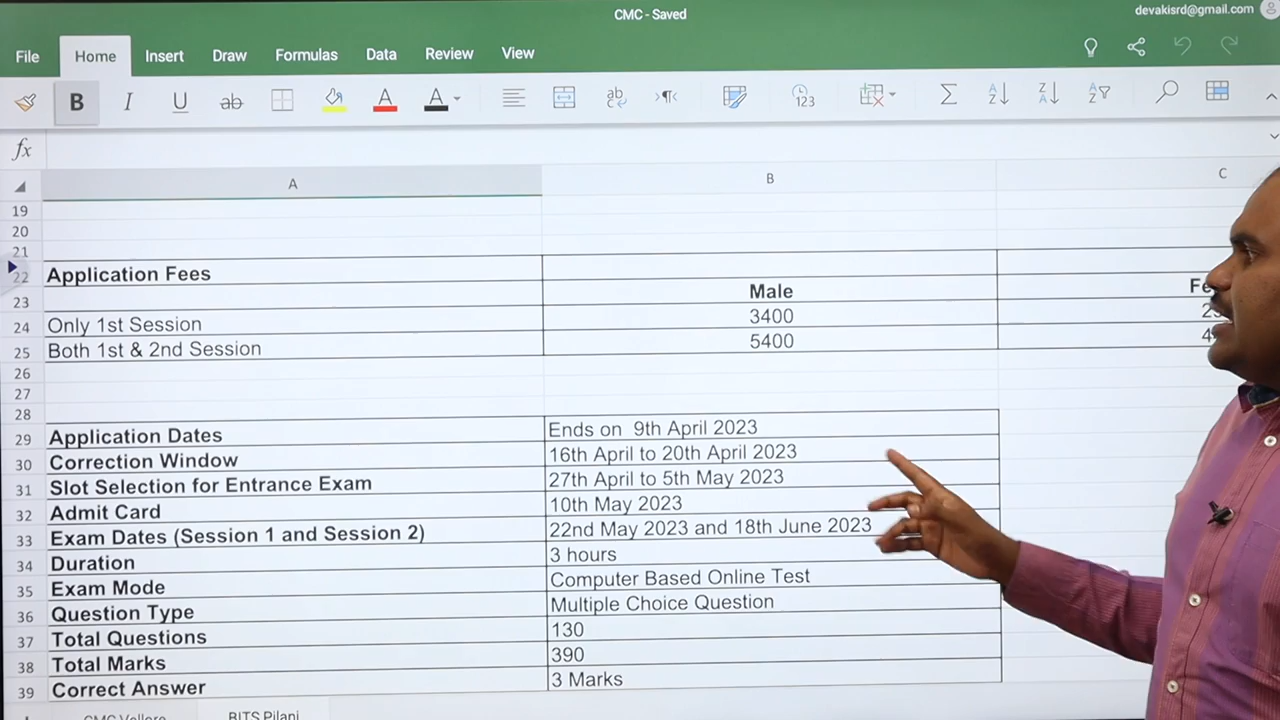 CMC - Saved
devakisrd@gmail.com
File Home Insert Draw Formulas Data Review View
B I U ab A A ab 123
fx
A B C
19
20
21
22 Application Fees
23 Male
24 Only 1st Session 3400
25 Both 1st & 2nd Session 5400
26
27
28
29 Application Dates Ends on 9th April 2023
30 Correction Window 16th April to 20th April 2023
31 Slot Selection for Entrance Exam 27th April to 5th May 2023
32 Admit Card 10th May 2023
33 Exam Dates (Session 1 and Session 2) 22nd May 2023 and 18th June 2023
34 Duration 3 hours
35 Exam Mode Computer Based Online Test
36 Question Type Multiple Choice Question
37 Total Questions 130
38 Total Marks 390
39 Correct Answer 3 Marks
CMC Vellore BITS Pilani